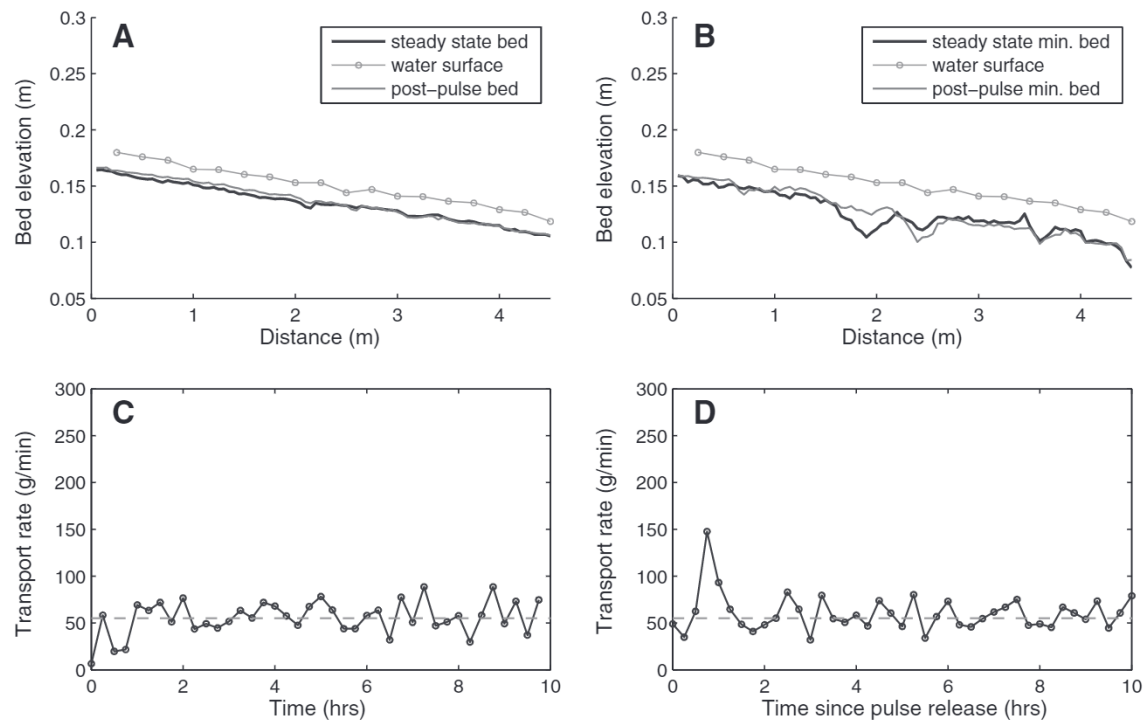 A
steady state bed
water surface
post-pulse bed
0.3
0.25
0.2
0.15
0.1
0.05
Bed elevation (m)
0 1 2 3 4
Distance (m)
B
steady state min. bed
water surface
post-pulse min. bed
0.3
0.25
0.2
0.15
0.1
0.05
Bed elevation (m)
0 1 2 3 4
Distance (m)
C
300
250
200
150
100
50
0
Transport rate (g/min)
0 2 4 6 8 10
Time (hrs)
D
300
250
200
150
100
50
0
Transport rate (g/min)
0 2 4 6 8 10
Time since pulse release (hrs)